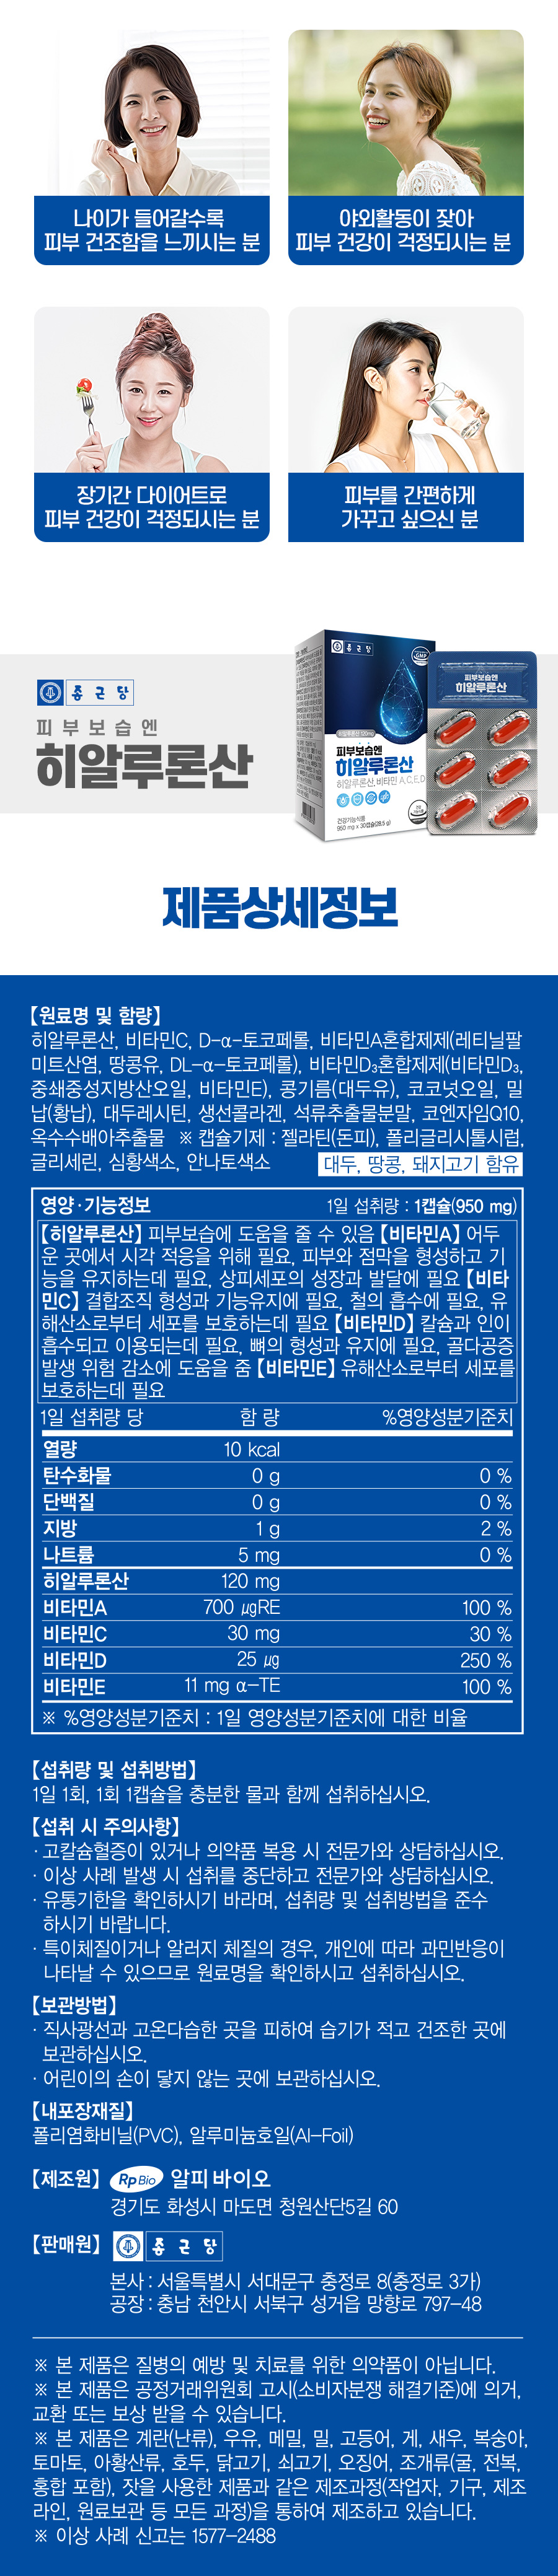 나이가 들어갈수록
피부 건조함을 느끼시는 분
야외활동이 잦아
피부 건강이 걱정되시는 분
장기간 다이어트로
피부 건강이 걱정되시는 분
피부를 간편하게
가꾸고 싶으신 분
종근당
피부보습엔
히알루론산
종근당
GMP
히알루론산 120mg
피부보습엔
히알루론산
히알루론산, 비타민 A, C, E, D
건강기능식품
950 mg x 30캡슐(28.5 g)
피부보습엔
히알루론산
제품상세정보
【원료명 및 함량】
히알루론산, 비타민C, D-α-토코페롤, 비타민A혼합제제(레티닐팔
미트산염, 땅콩유, DL-α-토코페롤), 비타민D₃혼합제제(비타민D₃,
중쇄중성지방산오일, 비타민E), 콩기름(대두유), 코코넛오일, 밀
납(황납), 대두레시틴, 생선콜라겐, 석류추출물분말, 코엔자임Q10,
옥수수배아추출물 ※ 캡슐기제 : 젤라틴(돈피), 폴리글리시톨시럽,
글리세린, 심황색소, 안나토색소 대두, 땅콩, 돼지고기 함유
영양·기능정보 1일 섭취량 : 1캡슐(950 mg)
【히알루론산】 피부보습에 도움을 줄 수 있음 【비타민A】 어두
운 곳에서 시각 적응을 위해 필요, 피부와 점막을 형성하고 기
능을 유지하는데 필요, 상피세포의 성장과 발달에 필요 【비타
민C】 결합조직 형성과 기능유지에 필요, 철의 흡수에 필요, 유
해산소로부터 세포를 보호하는데 필요 【비타민D】 칼슘과 인이
흡수되고 이용되는데 필요, 뼈의 형성과 유지에 필요, 골다공증
발생 위험 감소에 도움을 줌 【비타민E】 유해산소로부터 세포를
보호하는데 필요
1일 섭취량 당 함 량 %영양성분기준치
열량 10 kcal
탄수화물 0 g 0 %
단백질 0 g 0 %
지방 1 g 2 %
나트륨 5 mg 0 %
히알루론산 120 mg
비타민A 700 ㎍RE 100 %
비타민C 30 mg 30 %
비타민D 25 ㎍ 250 %
비타민E 11 mg α-TE 100 %
※ %영양성분기준치 : 1일 영양성분기준치에 대한 비율
【섭취량 및 섭취방법】
1일 1회, 1회 1캡슐을 충분한 물과 함께 섭취하십시오.
【섭취 시 주의사항】
· 고칼슘혈증이 있거나 의약품 복용 시 전문가와 상담하십시오.
· 이상 사례 발생 시 섭취를 중단하고 전문가와 상담하십시오.
· 유통기한을 확인하시기 바라며, 섭취량 및 섭취방법을 준수
하시기 바랍니다.
· 특이체질이거나 알러지 체질의 경우, 개인에 따라 과민반응이
나타날 수 있으므로 원료명을 확인하시고 섭취하십시오.
【보관방법】
· 직사광선과 고온다습한 곳을 피하여 습기가 적고 건조한 곳에
보관하십시오.
· 어린이의 손이 닿지 않는 곳에 보관하십시오.
【내포장재질】
폴리염화비닐(PVC), 알루미늄호일(Al-Foil)
【제조원】 Rp Bio 알피바이오
경기도 화성시 마도면 청원산단5길 60
【판매원】 종근당
본사 : 서울특별시 서대문구 충정로 8(충정로 3가)
공장 : 충남 천안시 서북구 성거읍 망향로 797-48
※ 본 제품은 질병의 예방 및 치료를 위한 의약품이 아닙니다.
※ 본 제품은 공정거래위원회 고시(소비자분쟁 해결기준)에 의거,
교환 또는 보상 받을 수 있습니다.
※ 본 제품은 계란(난류), 우유, 메밀, 밀, 고등어, 게, 새우, 복숭아,
토마토, 아황산류, 호두, 닭고기, 쇠고기, 오징어, 조개류(굴, 전복,
홍합 포함), 잣을 사용한 제품과 같은 제조과정(작업자, 기구, 제조
라인, 원료보관 등 모든 과정)을 통하여 제조하고 있습니다.
※ 이상 사례 신고는 1577-2488